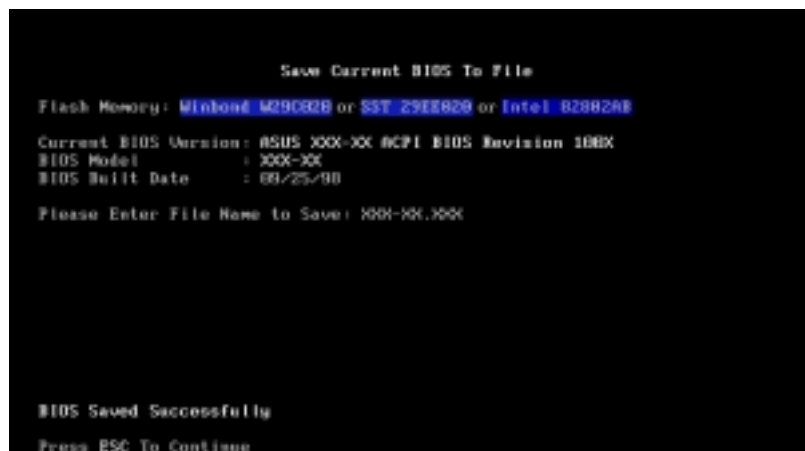 Save Current BIOS To File
Flash Memory: Winbond W29C020 or SST 29EE020 or Intel 82802AB
Current BIOS Version: ASUS XXX-XX ACPI BIOS Revision 100X
BIOS Model : XXX-XX
BIOS Built Date : 09/25/98
Please Enter File Name to Save: XXX-XX.XXX
BIOS Saved Successfully
Press ESC To Continue